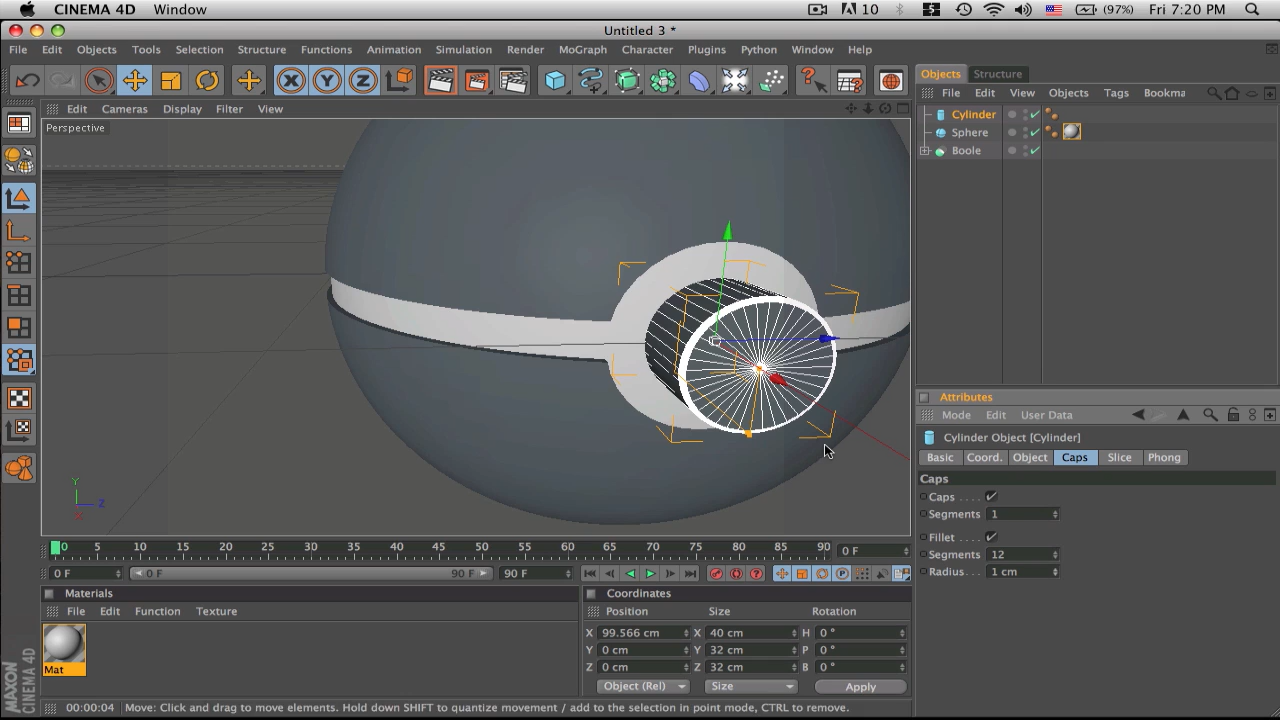 CINEMA 4D Window 10 (97%) Fri 7:20 PM
Untitled 3 *
File Edit Objects Tools Selection Structure Functions Animation Simulation Render MoGraph Character Plugins Python Window Help
Objects Structure
File Edit View Objects Tags Bookma
Edit Cameras Display Filter View
Perspective
Cylinder
Sphere
Boole
Y
Z
X
Attributes
Mode Edit User Data
Cylinder Object [Cylinder]
Basic Coord. Object Caps Slice Phong
Caps
Caps . . . .
Segments 1
Fillet . . .
Segments 12
Radius . . 1 cm
0 5 10 15 20 25 30 35 40 45 50 55 60 65 70 75 80 85 90 0 F
0 F 0 F 90 F 90 F
Materials
File Edit Function Texture
Mat
Coordinates
Position Size Rotation
X 99.566 cm X 40 cm H 0 °
Y 0 cm Y 32 cm P 0 °
Z 0 cm Z 32 cm B 0 °
Object (Rel) Size Apply
MAXON CINEMA 4D
00:00:04 Move: Click and drag to move elements. Hold down SHIFT to quantize movement / add to the selection in point mode, CTRL to remove.